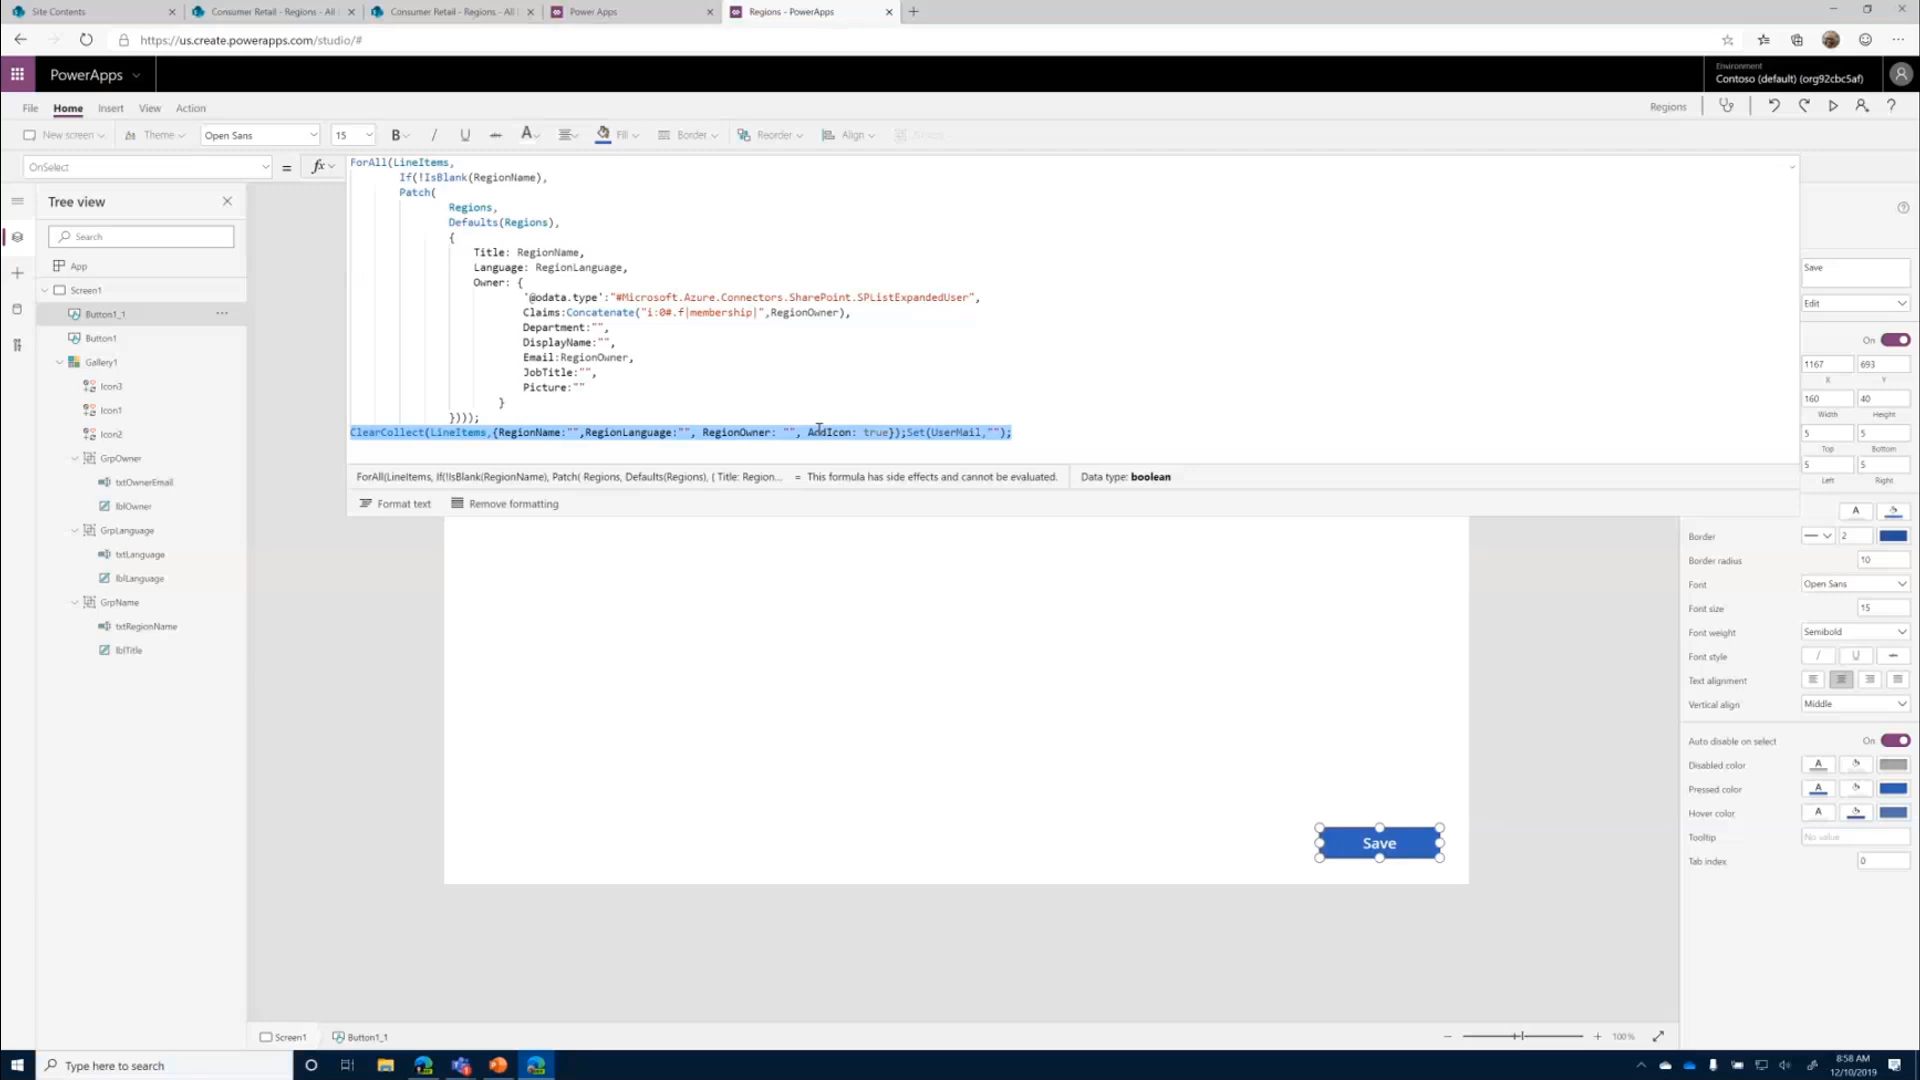 Site Contents
Consumer Retail - Regions - All
Consumer Retail - Regions - All
Power Apps
Regions - PowerApps
https://us.create.powerapps.com/studio/#
PowerApps
Environment
Contoso (default) (org92cbc5af)
File
Home
Insert
View
Action
Regions
New screen
Theme
Open Sans
15
B
Fill
Border
Reorder
Align
OnSelect
=
fx
ForAll(LineItems,
If(!IsBlank(RegionName),
Patch(
Regions,
Defaults(Regions),
{
Title: RegionName,
Language: RegionLanguage,
Owner: {
'@odata.type':"#Microsoft.Azure.Connectors.SharePoint.SPListExpandedUser",
Claims:Concatenate("i:0#.f|membership|",RegionOwner),
Department:"",
DisplayName:"",
Email:RegionOwner,
JobTitle:"",
Picture:""
}
})));
ClearCollect(LineItems,{RegionName:"",RegionLanguage:"", RegionOwner: "", AddIcon: true});Set(UserMail,"");
ForAll(LineItems, If(!IsBlank(RegionName), Patch( Regions, Defaults(Regions), { Title: Region... = This formula has side effects and cannot be evaluated.
Data type: boolean
Format text
Remove formatting
Tree view
Search
App
Screen1
Button1_1
Button1
Gallery1
Icon3
Icon1
Icon2
GrpOwner
txtOwnerEmail
lblOwner
GrpLanguage
txtLanguage
lblLanguage
GrpName
txtRegionName
lblTitle
Save
Save
Edit
On
1167
693
X
Y
160
40
Width
Height
5
5
Top
Bottom
5
5
Left
Right
Border
2
Border radius
10
Font
Open Sans
Font size
15
Font weight
Semibold
Font style
Text alignment
Vertical align
Middle
Auto disable on select
On
Disabled color
Pressed color
Hover color
Tooltip
No value
Tab index
0
Screen1
Button1_1
100%
Type here to search
8:58 AM
12/10/2019